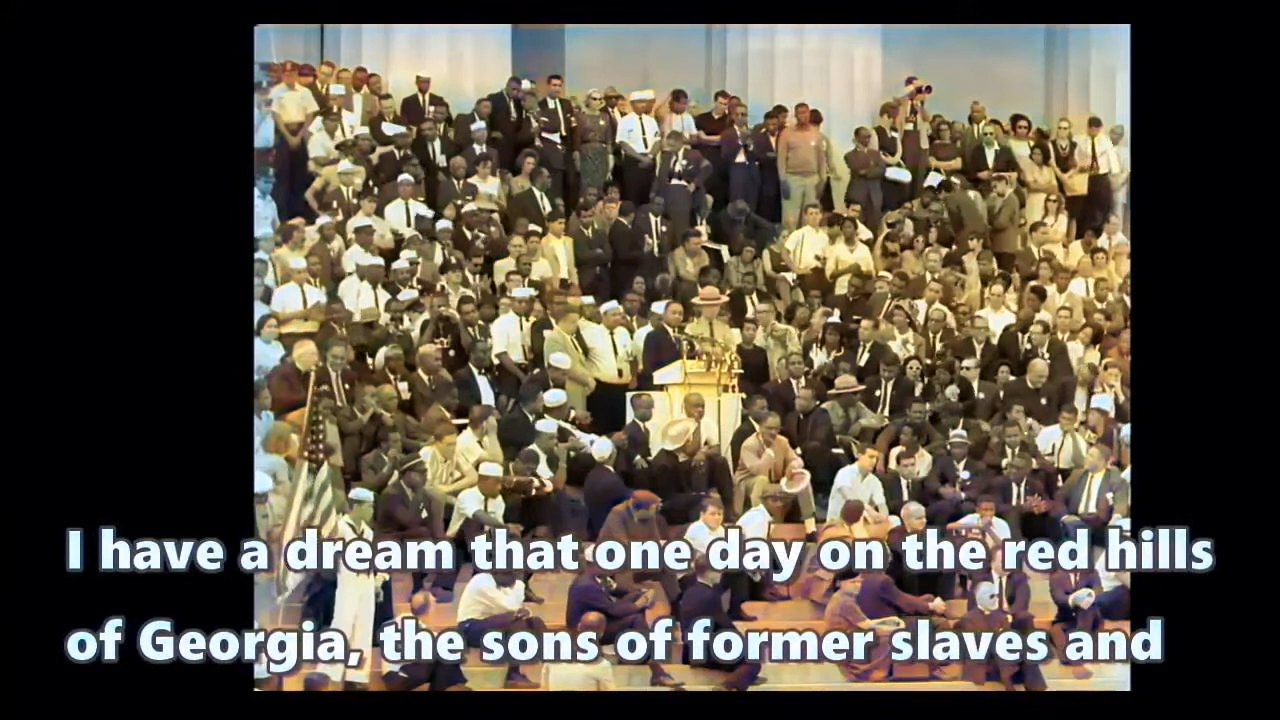 I have a dream that one day on the red hills
of Georgia, the sons of former slaves and